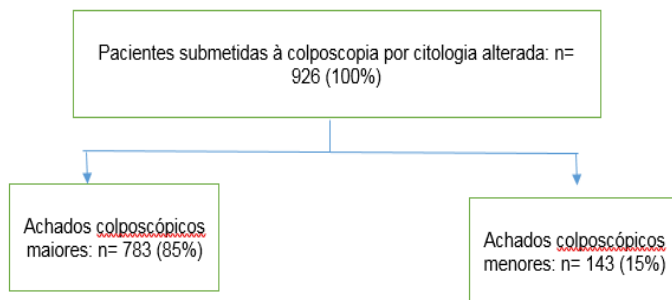 Pacientes submetidas à colposcopia por citologia alterada: n=
926 (100%)
Achados colposcópicos
maiores: n= 783 (85%)
Achados colposcópicos
menores: n= 143 (15%)